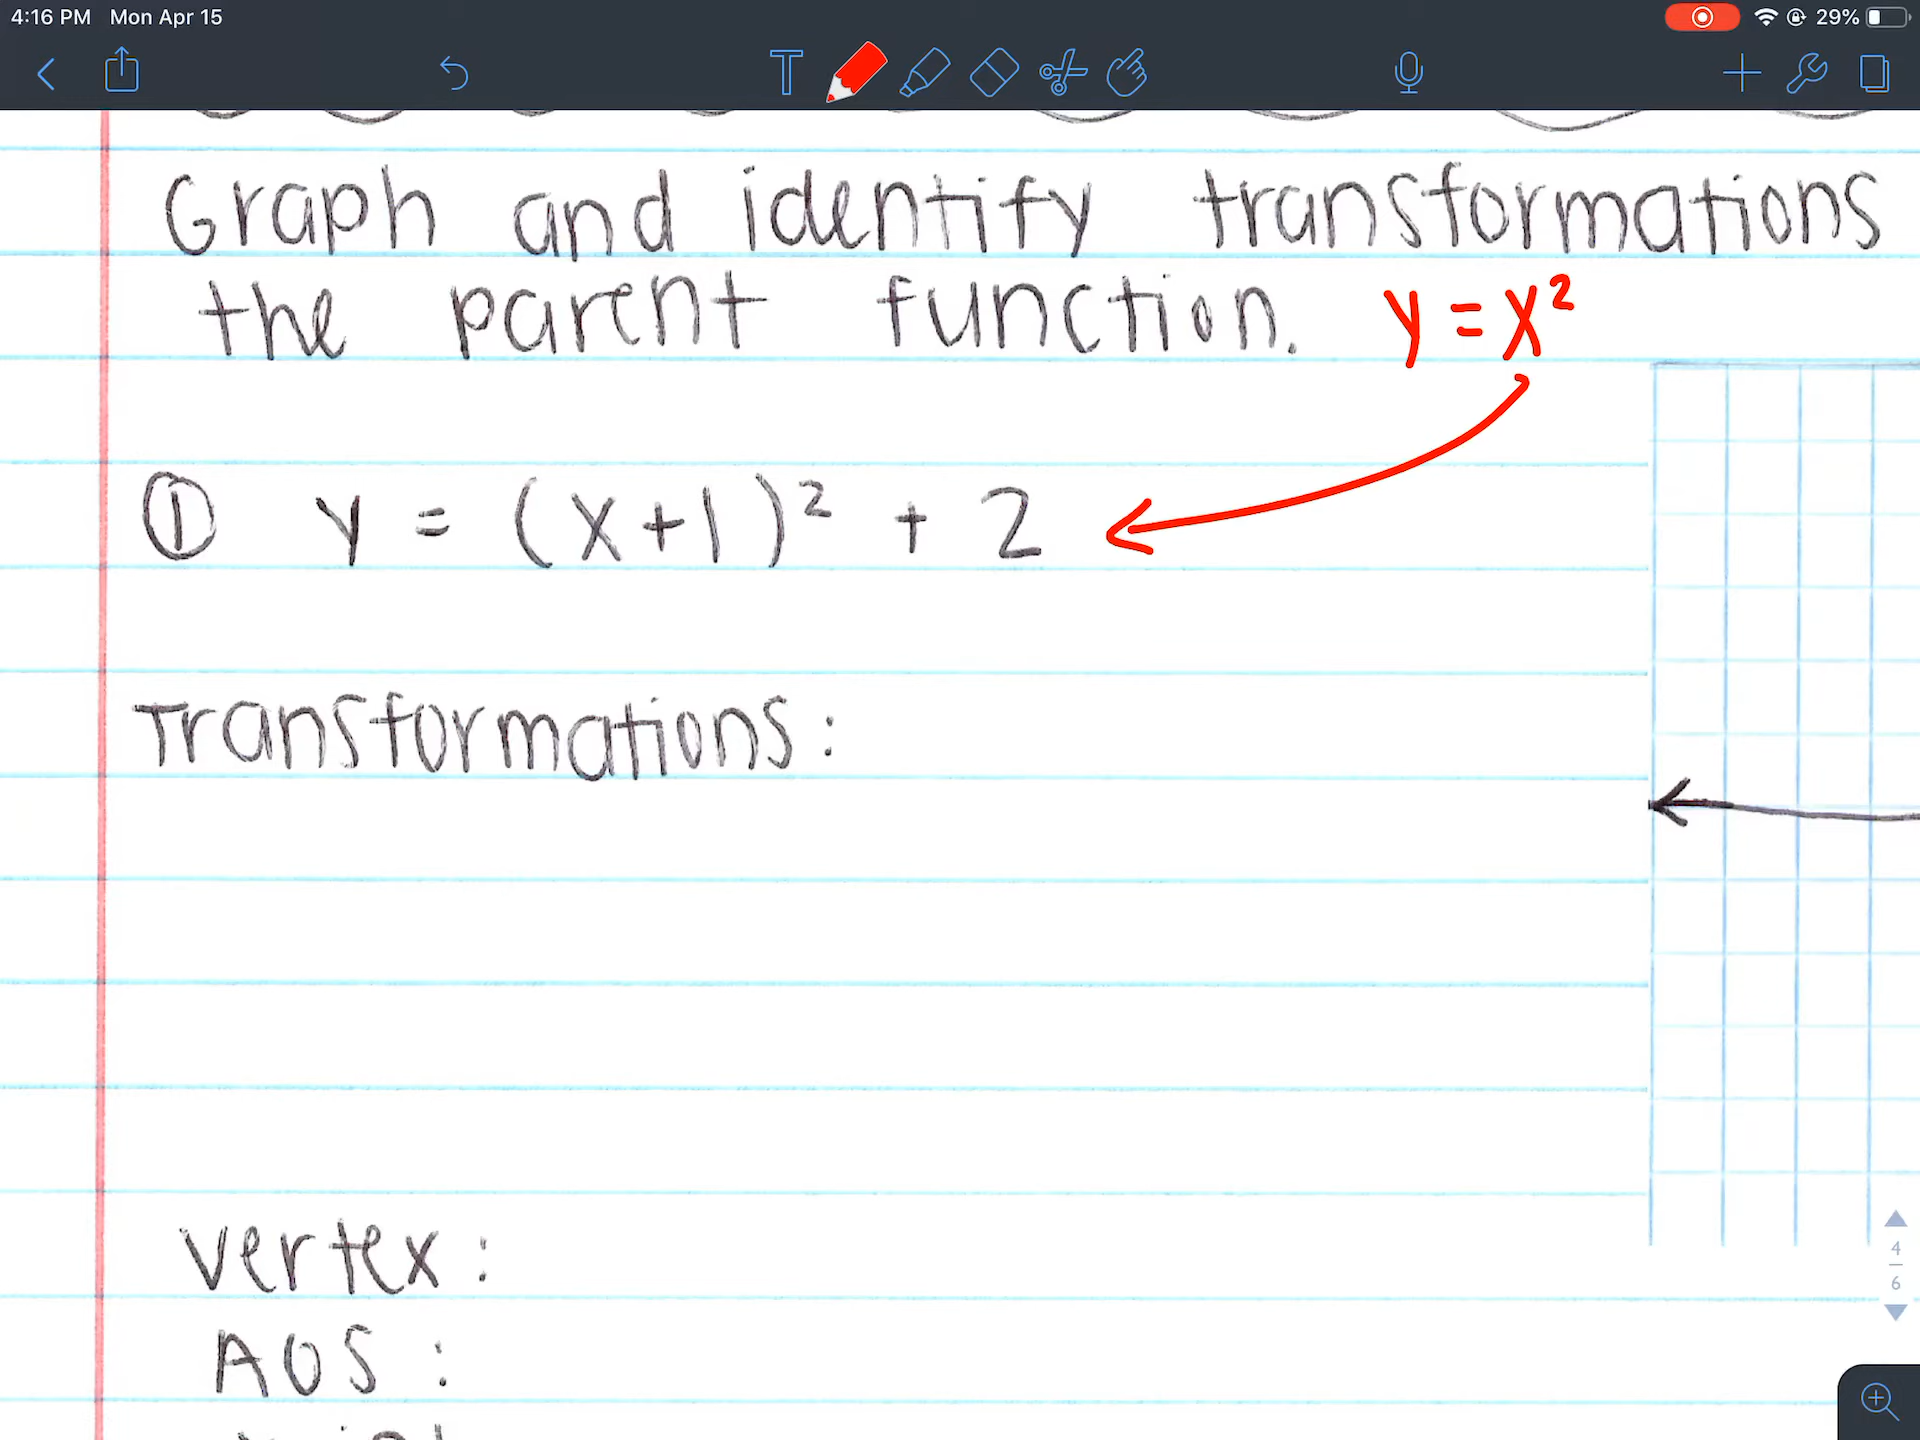 4:16 PM Mon Apr 15 29%
T
Graph and identify transformations
the parent function. y = x²
① y = (x+1)² + 2
Transformations:
vertex:
AOS:
4
6